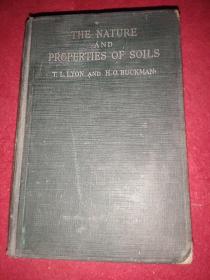 THE NATURE
AND
PROPERTIES OF SOILS
T. L. LYON AND H. O. BUCKMAN